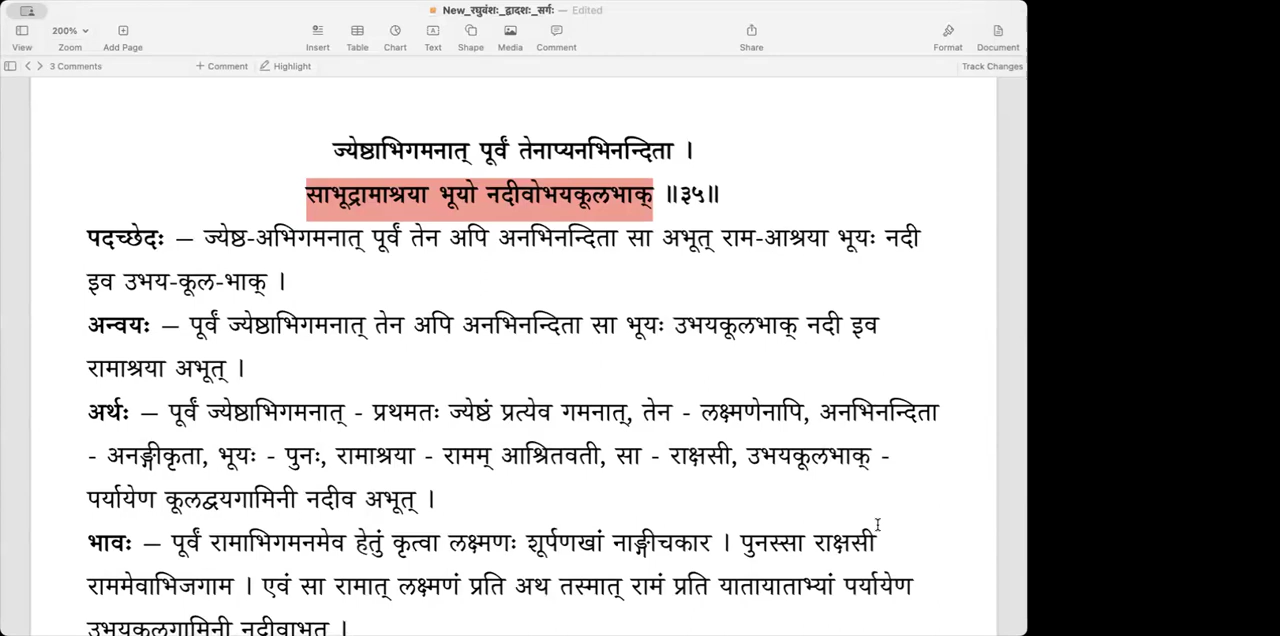 New_रघुवंशः_द्वादशः_सर्गः — Edited
200%
View Zoom Add Page Insert Table Chart Text Shape Media Comment Share Format Document
3 Comments + Comment Highlight Track Changes
ज्येष्ठाभिगमनात् पूर्वं तेनाप्यनभिनन्दिता ।
साभूद्रामाश्रया भूयो नदीवोभयकूलभाक् ॥३५॥
पदच्छेदः — ज्येष्ठ-अभिगमनात् पूर्वं तेन अपि अनभिनन्दिता सा अभूत् राम-आश्रया भूयः नदी
इव उभय-कूल-भाक् ।
अन्वयः — पूर्वं ज्येष्ठाभिगमनात् तेन अपि अनभिनन्दिता सा भूयः उभयकूलभाक् नदी इव
रामाश्रया अभूत् ।
अर्थः — पूर्वं ज्येष्ठाभिगमनात् - प्रथमतः ज्येष्ठं प्रत्येव गमनात्, तेन - लक्ष्मणेनापि, अनभिनन्दिता
- अनङ्गीकृता, भूयः - पुनः, रामाश्रया - रामम् आश्रितवती, सा - राक्षसी, उभयकूलभाक् -
पर्यायेण कूलद्वयगामिनी नदीव अभूत् ।
भावः — पूर्वं रामाभिगमनमेव हेतुं कृत्वा लक्ष्मणः शूर्पणखां नाङ्गीचकार । पुनस्सा राक्षसी
राममेवाभिजगाम । एवं सा रामात् लक्ष्मणं प्रति अथ तस्मात् रामं प्रति यातायाताभ्यां पर्यायेण
उभयकूलगामिनी नदीवाभूत् ।